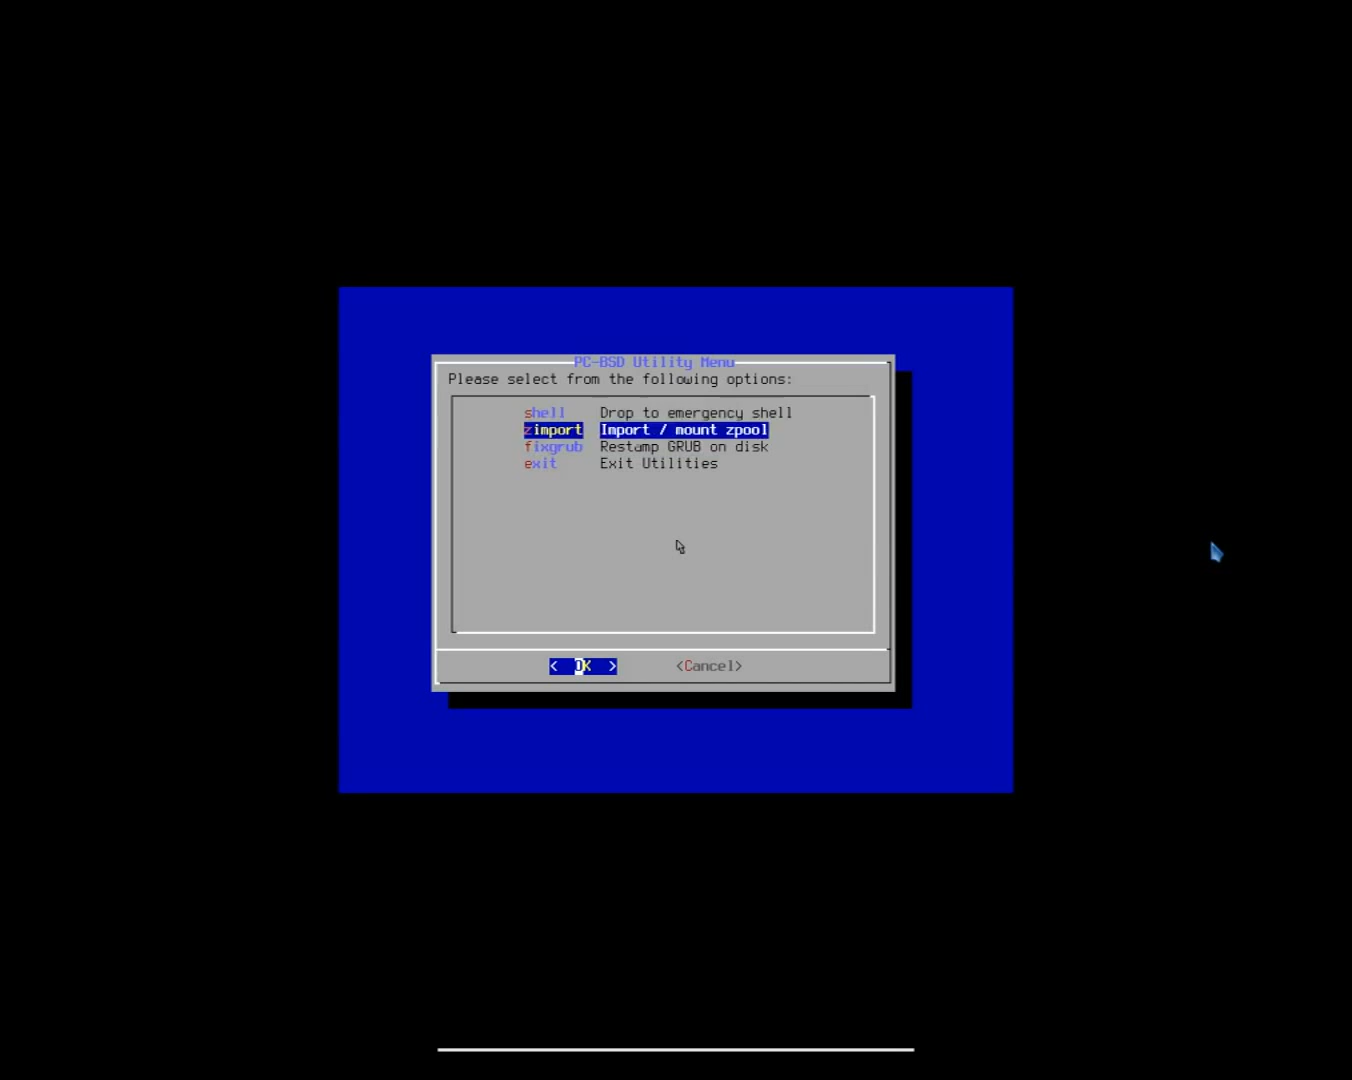 PC-BSD Utility Menu
Please select from the following options:
shell Drop to emergency shell
zimport Import / mount zpool
fixgrub Restamp GRUB on disk
exit Exit Utilities
< OK > <Cancel>